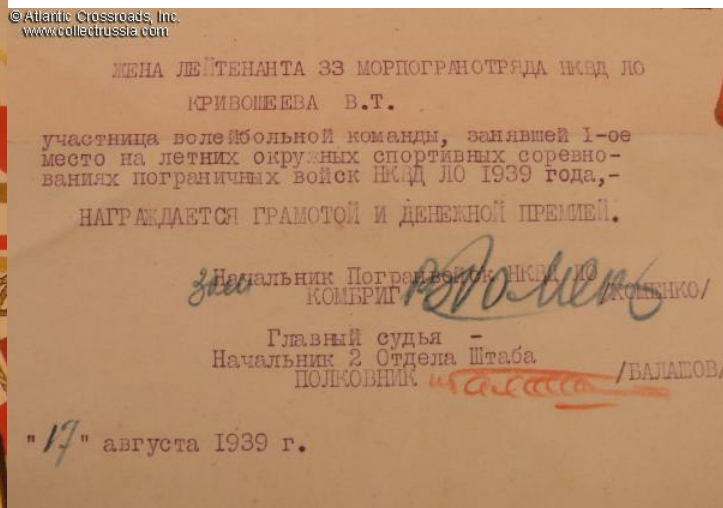 © Atlantic Crossroads, Inc.
www.collectrussia.com
ЖЕНА ЛЕЙТЕНАНТА 33 МОРПОГРАНОТРЯДА НКВД ЛО
КРИВОШЕЕВА В.Т.
участница волейбольной команды, занявшей I-ое
место на летних окружных спортивных соревно-
ваниях пограничных войск НКВД ЛО 1939 года,-
НАГРАЖДАЕТСЯ ГРАМОТОЙ И ДЕНЕЖНОЙ ПРЕМИЕЙ.
зам Начальник Погранвойск НКВД ЛО
КОМБРИГ /ХОМЕНКО/
Главный судья -
Начальник 2 Отдела Штаба
ПОЛКОВНИК /БАЛАШОВ/
"17" августа 1939 г.